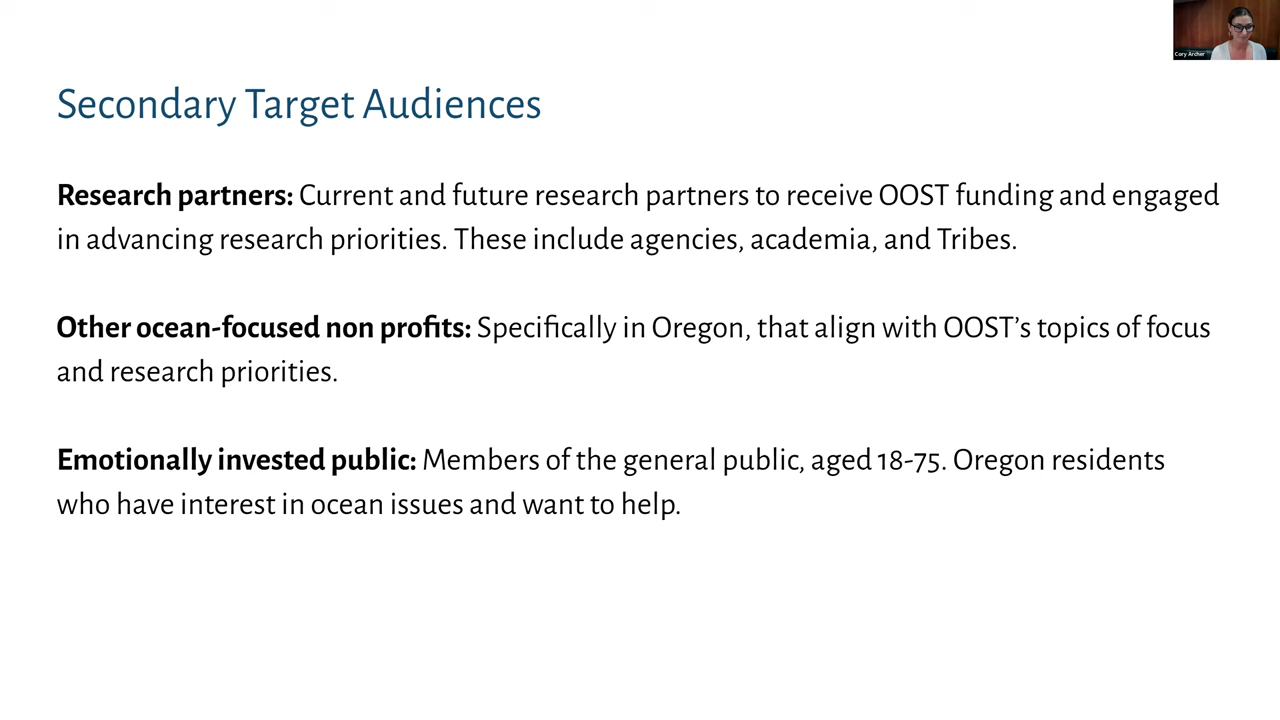 Cory Archer
Secondary Target Audiences
Research partners: Current and future research partners to receive OOST funding and engaged
in advancing research priorities. These include agencies, academia, and Tribes.
Other ocean-focused non profits: Specifically in Oregon, that align with OOST’s topics of focus
and research priorities.
Emotionally invested public: Members of the general public, aged 18-75. Oregon residents
who have interest in ocean issues and want to help.